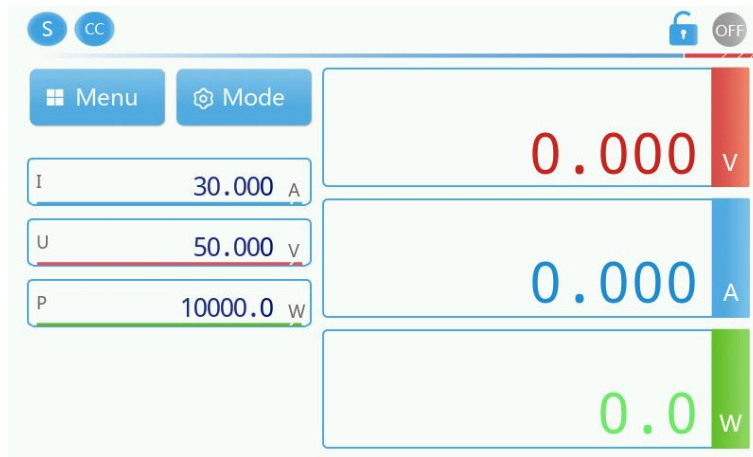 S CC OFF
Menu Mode
0.000 V
I 30.000 A
U 50.000 V
0.000 A
P 10000.0 W
0.0 W